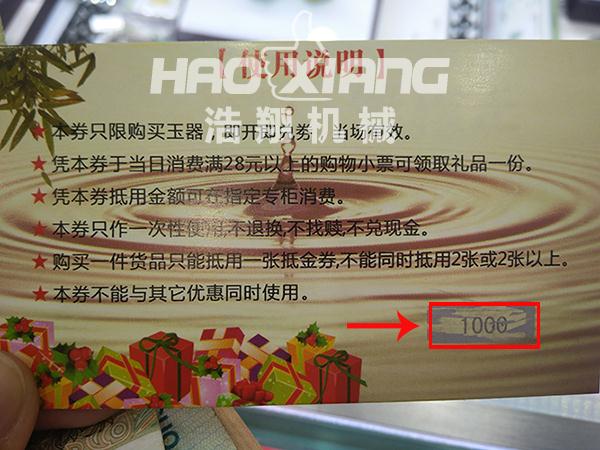 【使用说明】
HAO XIANG
浩翔机械
★本券只限购买玉器，即开即兑券，当场有效。
★凭本券于当日消费满28元以上的购物小票可领取礼品一份。
★凭本券抵用金额可在指定专柜消费。
★本券只作一次性使用,不退换,不找赎,不兑现金。
★购买一件货品只能抵用一张抵金券,不能同时抵用2张或2张以上。
★本券不能与其它优惠同时使用。
1000